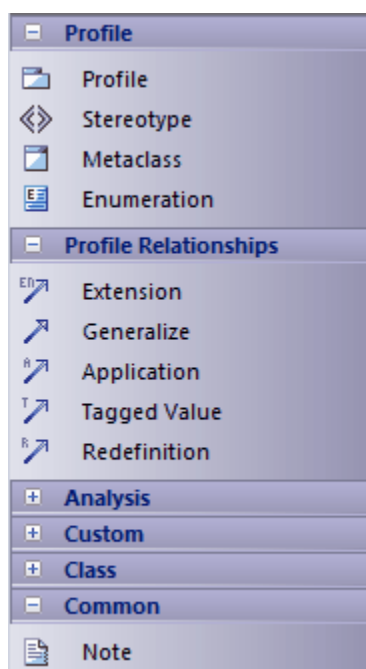 Profile
Profile
Stereotype
Metaclass
Enumeration
Profile Relationships
Extension
Generalize
Application
Tagged Value
Redefinition
Analysis
Custom
Class
Common
Note